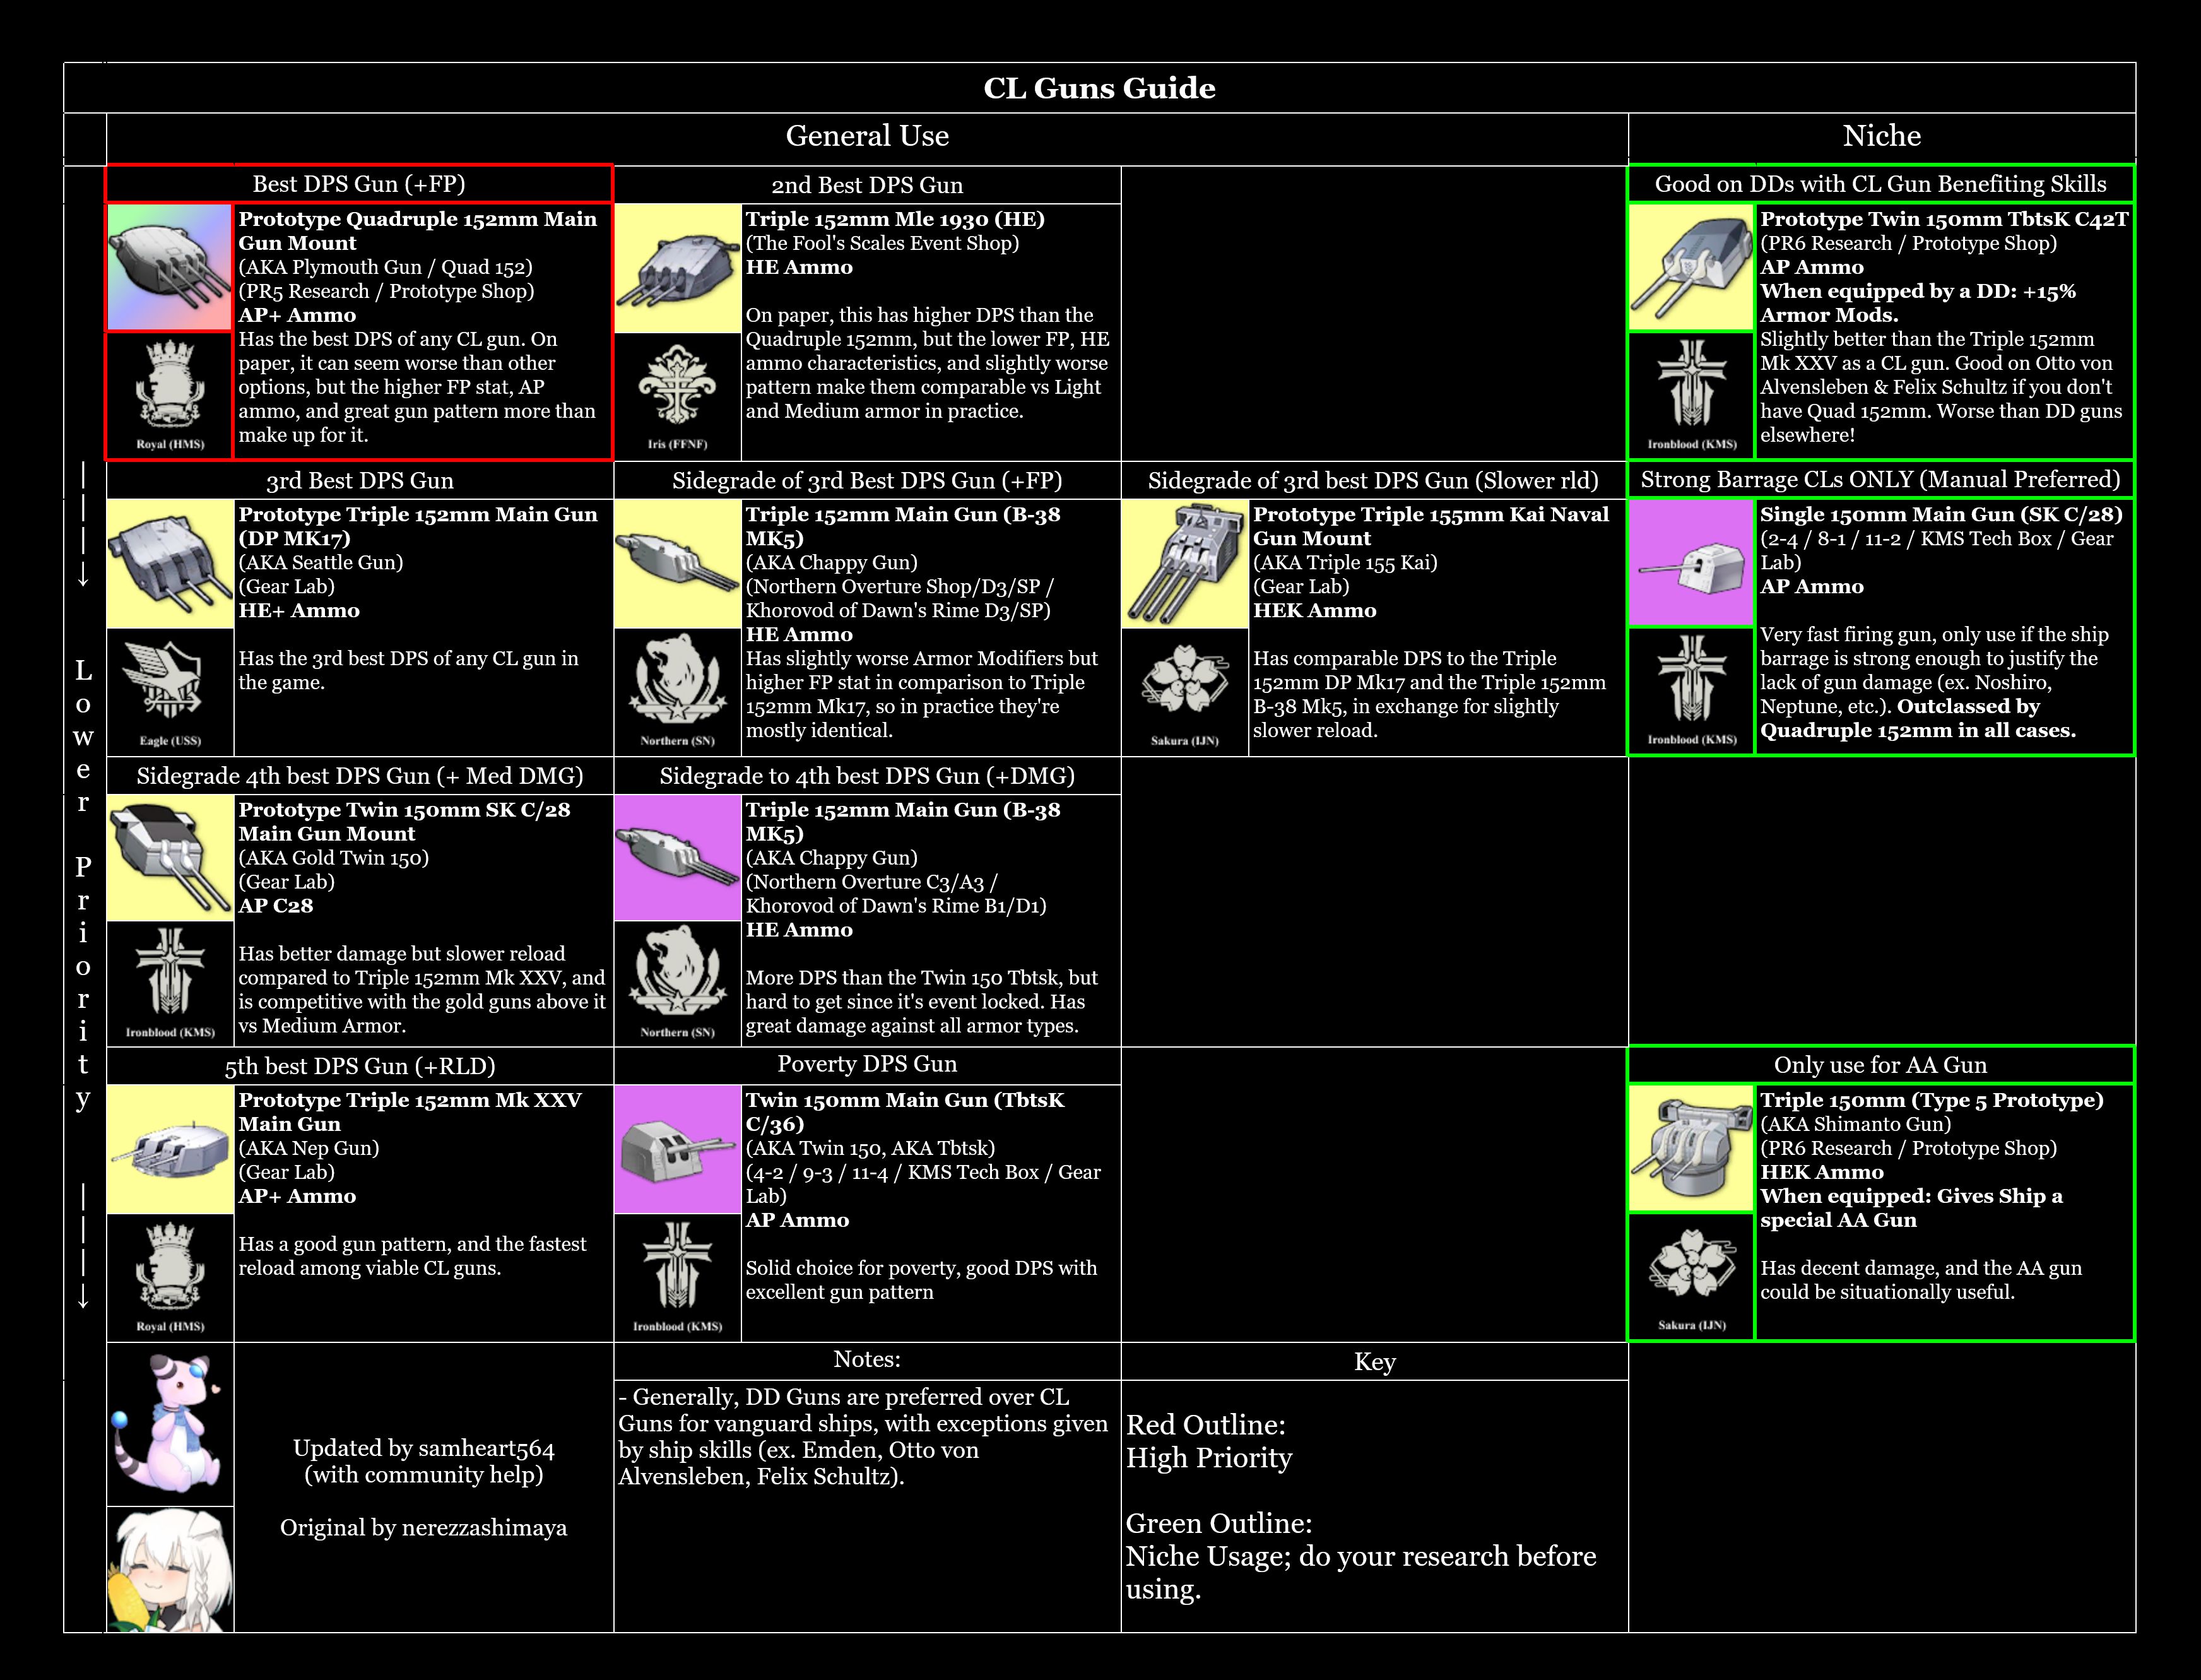 CL Guns Guide
General Use
Niche
Best DPS Gun (+FP)
Prototype Quadruple 152mm Main
Gun Mount
(AKA Plymouth Gun / Quad 152)
(PR5 Research / Prototype Shop)
AP+ Ammo
Has the best DPS of any CL gun. On
paper, it can seem worse than other
options, but the higher FP stat, AP
ammo, and great gun pattern more than
make up for it.
Royal (HMS)
2nd Best DPS Gun
Triple 152mm Mle 1930 (HE)
(The Fool's Scales Event Shop)
HE Ammo
On paper, this has higher DPS than the
Quadruple 152mm, but the lower FP, HE
ammo characteristics, and slightly worse
pattern make them comparable vs Light
and Medium armor in practice.
Iris (FFNF)
Good on DDs with CL Gun Benefiting Skills
Prototype Twin 150mm TbtsK C42T
(PR6 Research / Prototype Shop)
AP Ammo
When equipped by a DD: +15%
Armor Mods.
Slightly better than the Triple 152mm
Mk XXV as a CL gun. Good on Otto von
Alvensleben & Felix Schultz if you don't
have Quad 152mm. Worse than DD guns
elsewhere!
Ironblood (KMS)
3rd Best DPS Gun
Prototype Triple 152mm Main Gun
(DP MK17)
(AKA Seattle Gun)
(Gear Lab)
HE+ Ammo
Has the 3rd best DPS of any CL gun in
the game.
Eagle (USS)
Sidegrade of 3rd Best DPS Gun (+FP)
Triple 152mm Main Gun (B-38
MK5)
(AKA Chappy Gun)
(Northern Overture Shop/D3/SP /
Khorovod of Dawn's Rime D3/SP)
HE Ammo
Has slightly worse Armor Modifiers but
higher FP stat in comparison to Triple
152mm Mk17, so in practice they're
mostly identical.
Northern (SN)
Sidegrade of 3rd best DPS Gun (Slower rld)
Prototype Triple 155mm Kai Naval
Gun Mount
(AKA Triple 155 Kai)
(Gear Lab)
HEK Ammo
Has comparable DPS to the Triple
152mm DP Mk17 and the Triple 152mm
B-38 Mk5, in exchange for slightly
slower reload.
Sakura (IJN)
Strong Barrage CLs ONLY (Manual Preferred)
Single 150mm Main Gun (SK C/28)
(2-4 / 8-1 / 11-2 / KMS Tech Box / Gear
Lab)
AP Ammo
Very fast firing gun, only use if the ship
barrage is strong enough to justify the
lack of gun damage (ex. Noshiro,
Neptune, etc.). Outclassed by
Quadruple 152mm in all cases.
Ironblood (KMS)
Lower Priority
Sidegrade 4th best DPS Gun (+ Med DMG)
Prototype Twin 150mm SK C/28
Main Gun Mount
(AKA Gold Twin 150)
(Gear Lab)
AP C28
Has better damage but slower reload
compared to Triple 152mm Mk XXV, and
is competitive with the gold guns above it
vs Medium Armor.
Ironblood (KMS)
Sidegrade to 4th best DPS Gun (+DMG)
Triple 152mm Main Gun (B-38
MK5)
(AKA Chappy Gun)
(Northern Overture C3/A3 /
Khorovod of Dawn's Rime B1/D1)
HE Ammo
More DPS than the Twin 150 Tbtsk, but
hard to get since it's event locked. Has
great damage against all armor types.
Northern (SN)
5th best DPS Gun (+RLD)
Prototype Triple 152mm Mk XXV
Main Gun
(AKA Nep Gun)
(Gear Lab)
AP+ Ammo
Has a good gun pattern, and the fastest
reload among viable CL guns.
Royal (HMS)
Poverty DPS Gun
Twin 150mm Main Gun (TbtsK
C/36)
(AKA Twin 150, AKA Tbtsk)
(4-2 / 9-3 / 11-4 / KMS Tech Box / Gear
Lab)
AP Ammo
Solid choice for poverty, good DPS with
excellent gun pattern
Ironblood (KMS)
Only use for AA Gun
Triple 150mm (Type 5 Prototype)
(AKA Shimanto Gun)
(PR6 Research / Prototype Shop)
HEK Ammo
When equipped: Gives Ship a
special AA Gun
Has decent damage, and the AA gun
could be situationally useful.
Sakura (IJN)
Updated by samheart564
(with community help)
Original by nerezzashimaya
Notes:
- Generally, DD Guns are preferred over CL
Guns for vanguard ships, with exceptions given
by ship skills (ex. Emden, Otto von
Alvensleben, Felix Schultz).
Key
Red Outline:
High Priority
Green Outline:
Niche Usage; do your research before
using.